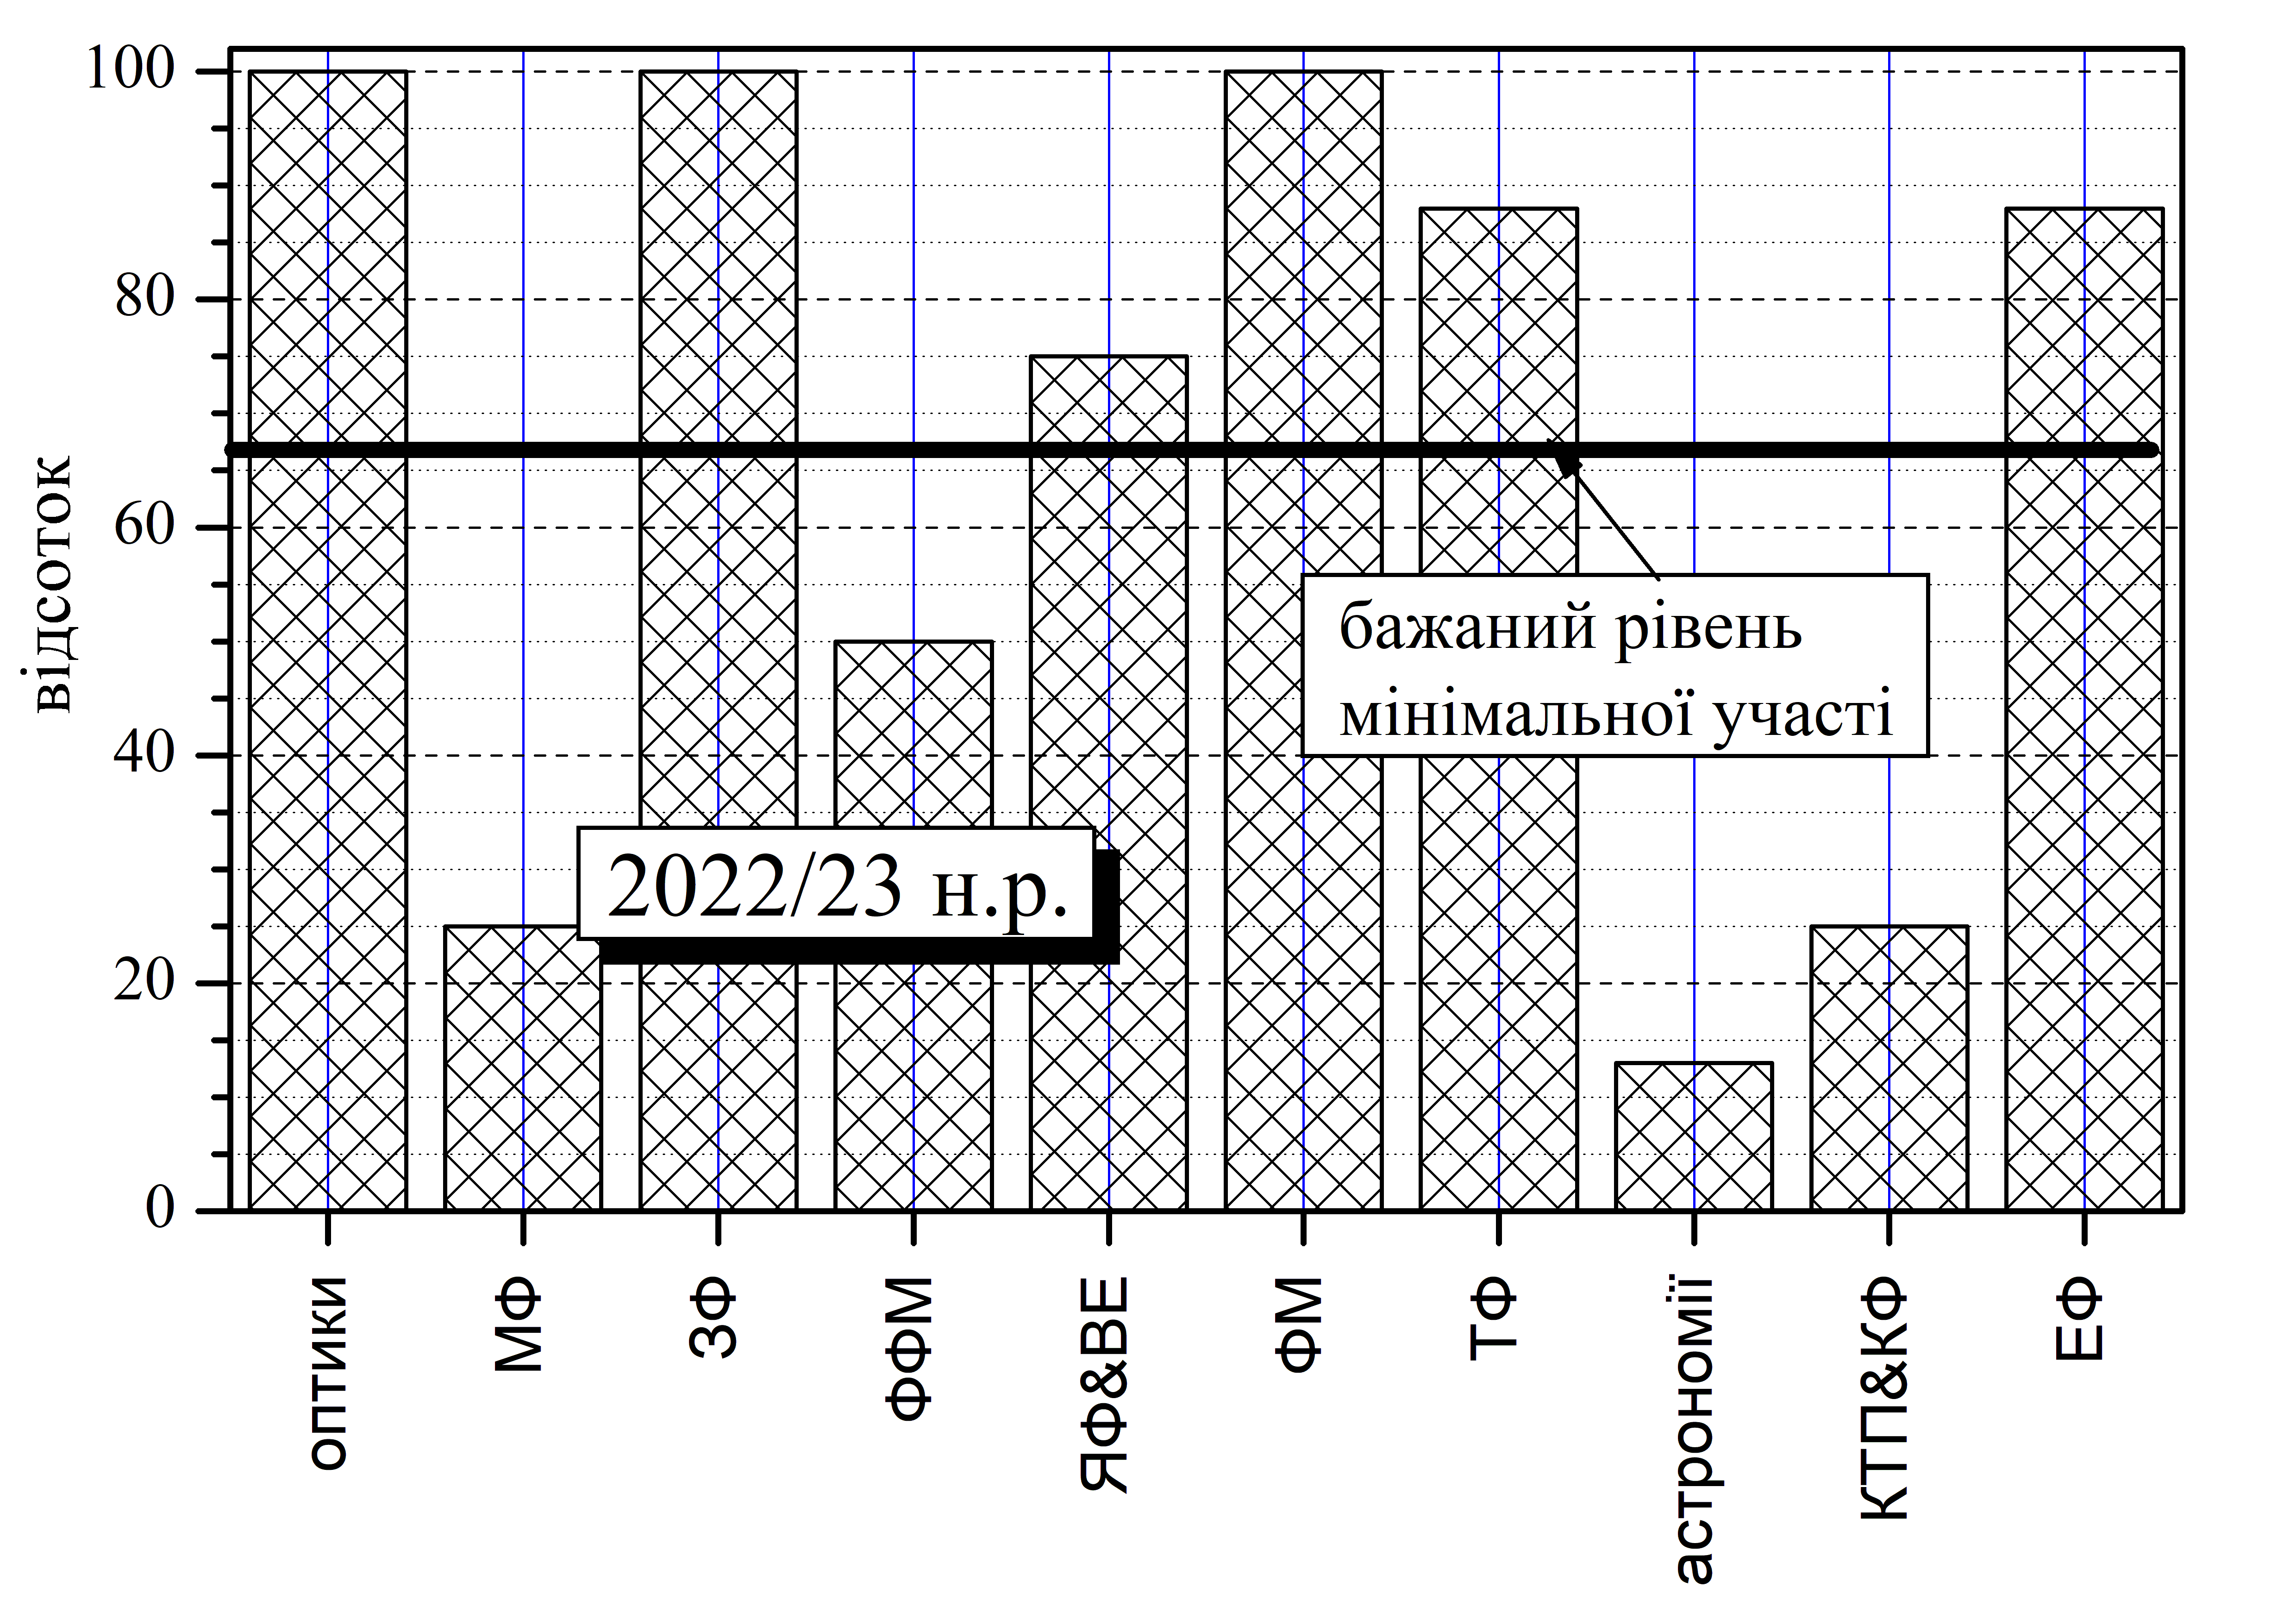 відсоток
100
80
60
40
20
0
бажаний рівень
мінімальної участі
2022/23 н.р.
оптики
МФ
ЗФ
ФФМ
ЯФ&ВЕ
ФМ
ТФ
астрономії
КТП&КФ
ЕФ